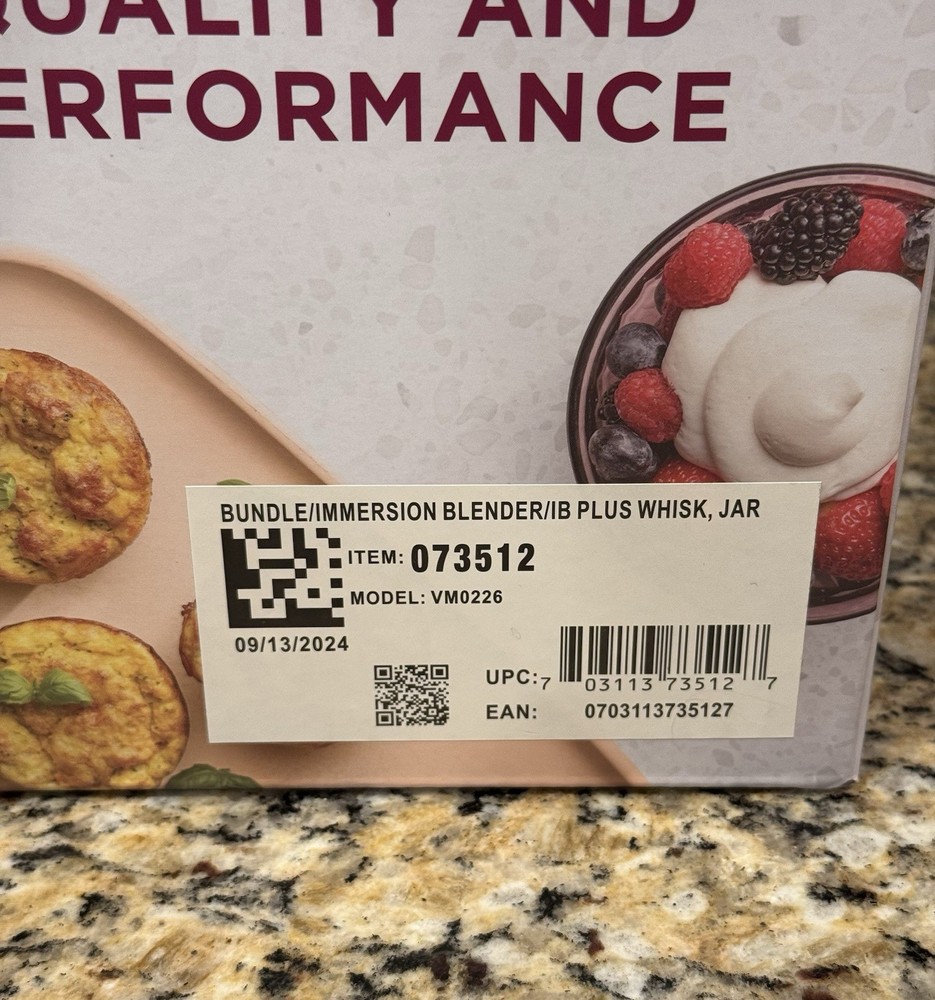 QUALITY AND
ERFORMANCE
BUNDLE/IMMERSION BLENDER/IB PLUS WHISK, JAR
ITEM: 073512
MODEL: VM0226
09/13/2024
UPC: 7 03113 73512 7
EAN: 0703113735127